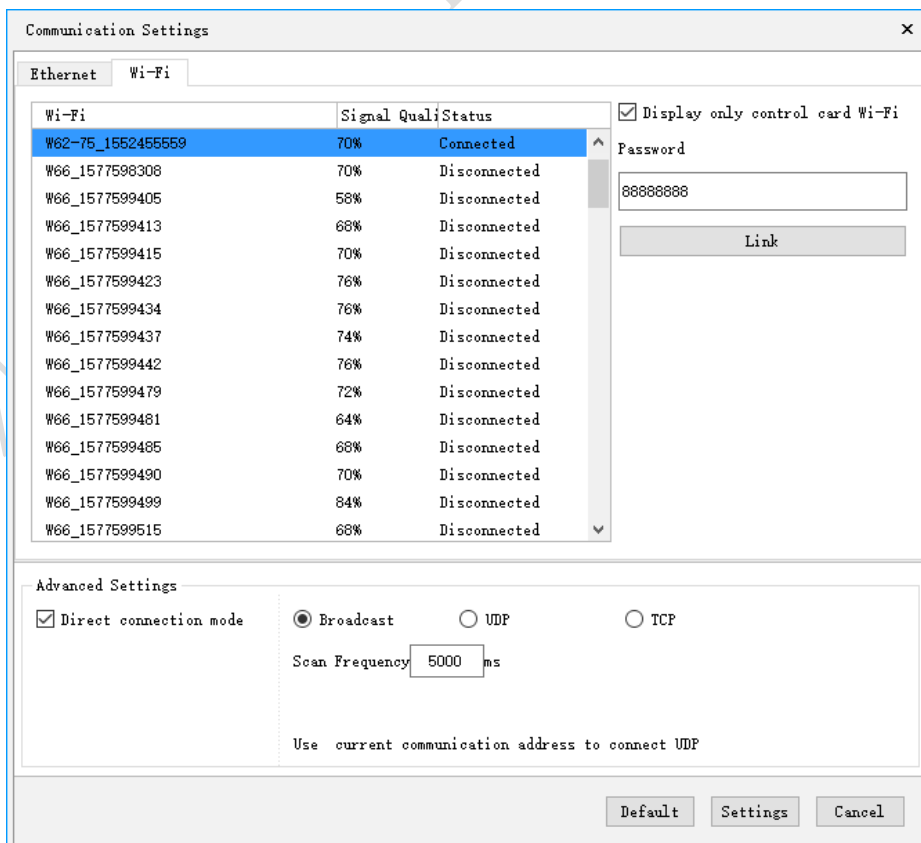 Communication Settings
Ethernet Wi-Fi
Wi-Fi Signal Quali Status
W62-75_1552455559 70% Connected
W66_1577598308 70% Disconnected
W66_1577599405 58% Disconnected
W66_1577599413 68% Disconnected
W66_1577599415 70% Disconnected
W66_1577599423 76% Disconnected
W66_1577599434 76% Disconnected
W66_1577599437 74% Disconnected
W66_1577599442 76% Disconnected
W66_1577599479 72% Disconnected
W66_1577599481 64% Disconnected
W66_1577599485 68% Disconnected
W66_1577599490 70% Disconnected
W66_1577599499 84% Disconnected
W66_1577599515 68% Disconnected
Display only control card Wi-Fi
Password
88888888
Link
Advanced Settings
Direct connection mode
Broadcast UDP TCP
Scan Frequency 5000 ms
Use current communication address to connect UDP
Default Settings Cancel